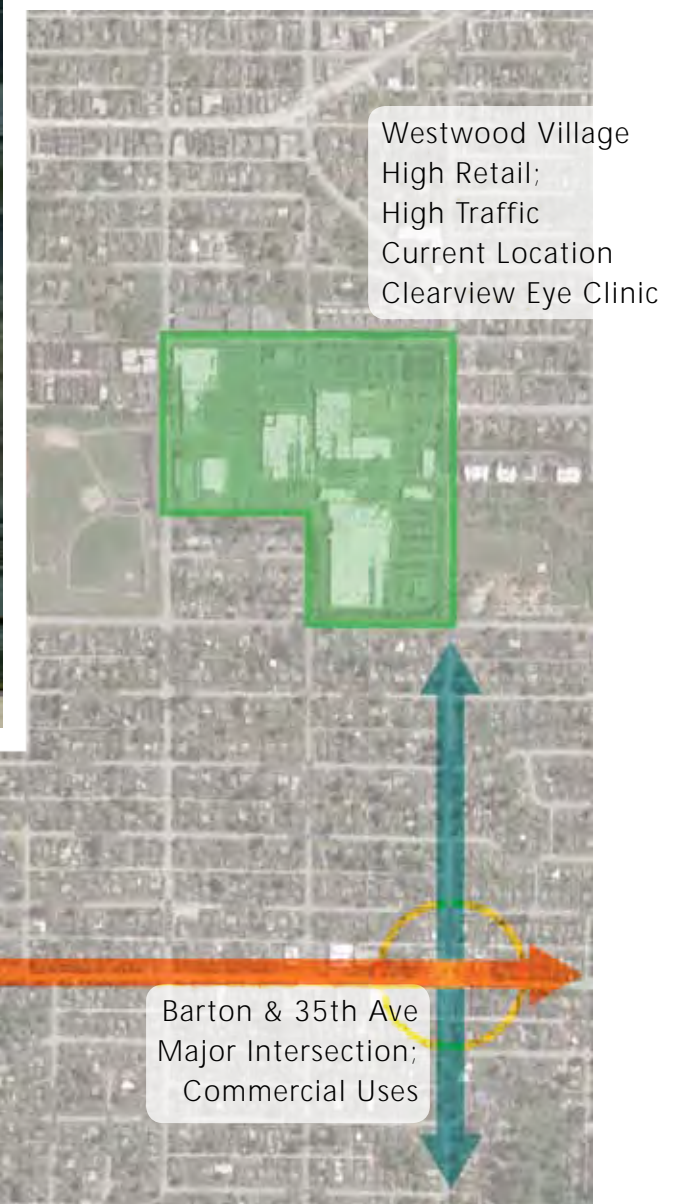 Westwood Village
High Retail;
High Traffic
Current Location
Clearview Eye Clinic
Barton & 35th Ave
Major Intersection;
Commercial Uses